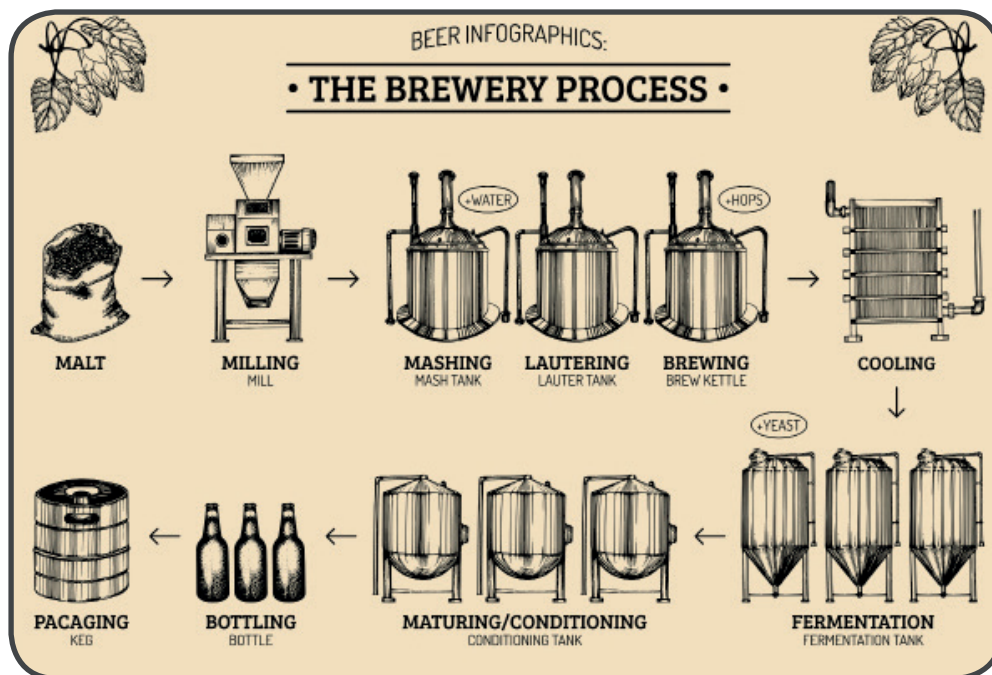 BEER INFOGRAPHICS:
• THE BREWERY PROCESS •
+WATER
+HOPS
MALT
MILLING
MILL
MASHING
MASH TANK
LAUTERING
LAUTER TANK
BREWING
BREW KETTLE
COOLING
+YEAST
FERMENTATION
FERMENTATION TANK
MATURING/CONDITIONING
CONDITIONING TANK
BOTTLING
BOTTLE
PACAGING
KEG